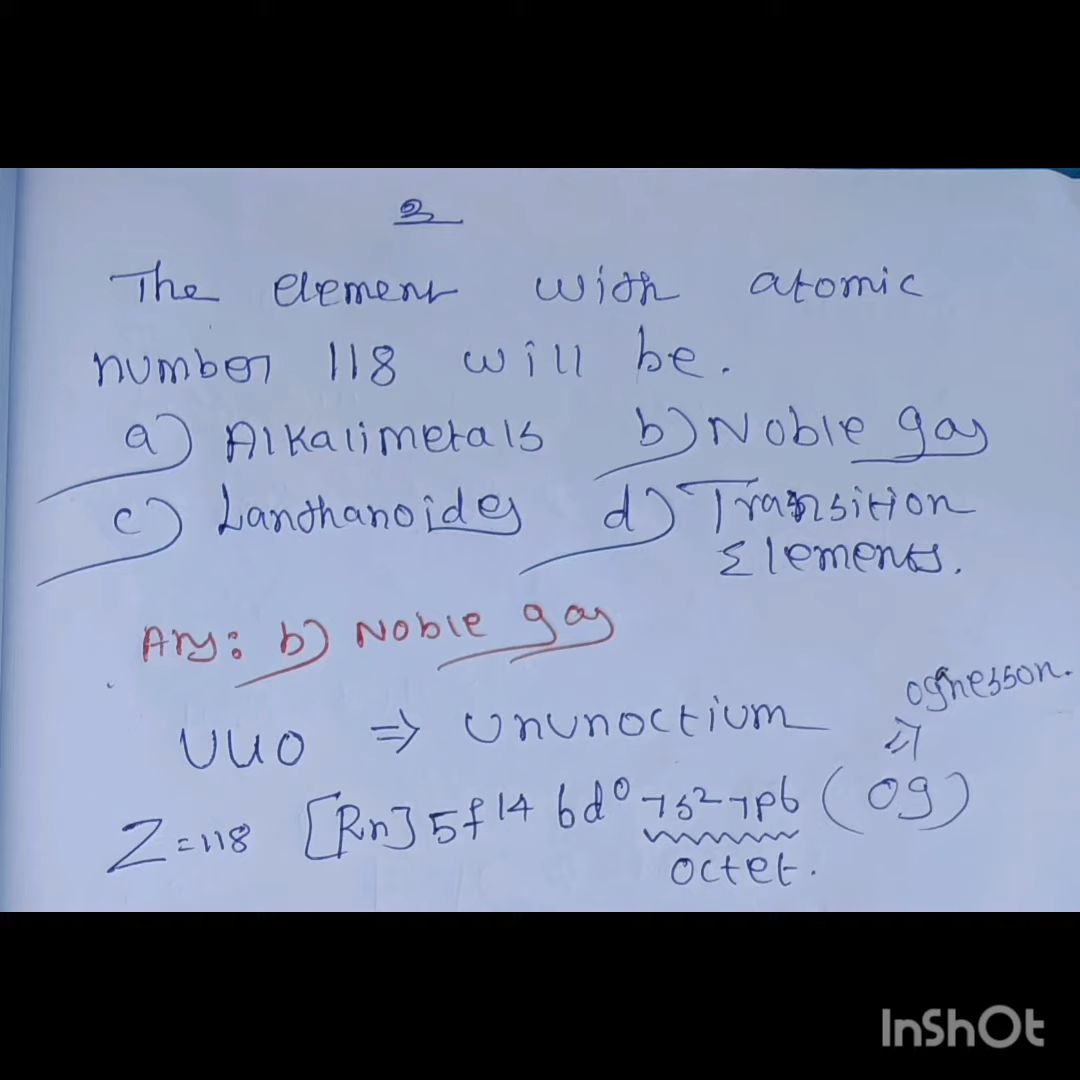 2
The element with atomic
number 118 will be.
a) Alkalimetals b) Noble gas
c) Lanthanoides d) Transition
Elements.
Ans: b) Noble gas
ognesson.
UUO ⇒ Ununoctium
Z=118 [Rn] 5f14 6d0 7s2 7p6 (Og)
octet.
InShOt